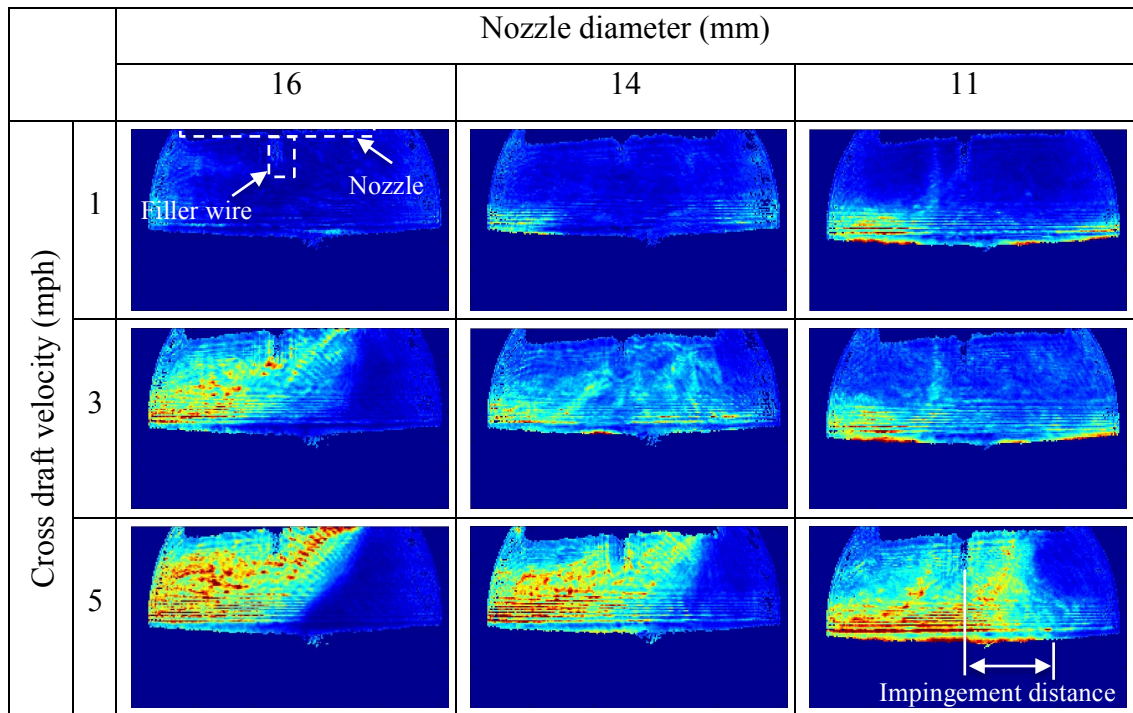 Nozzle diameter (mm)
16
14
11
Cross draft velocity (mph)
1
Nozzle
Filler wire
3
5
Impingement distance